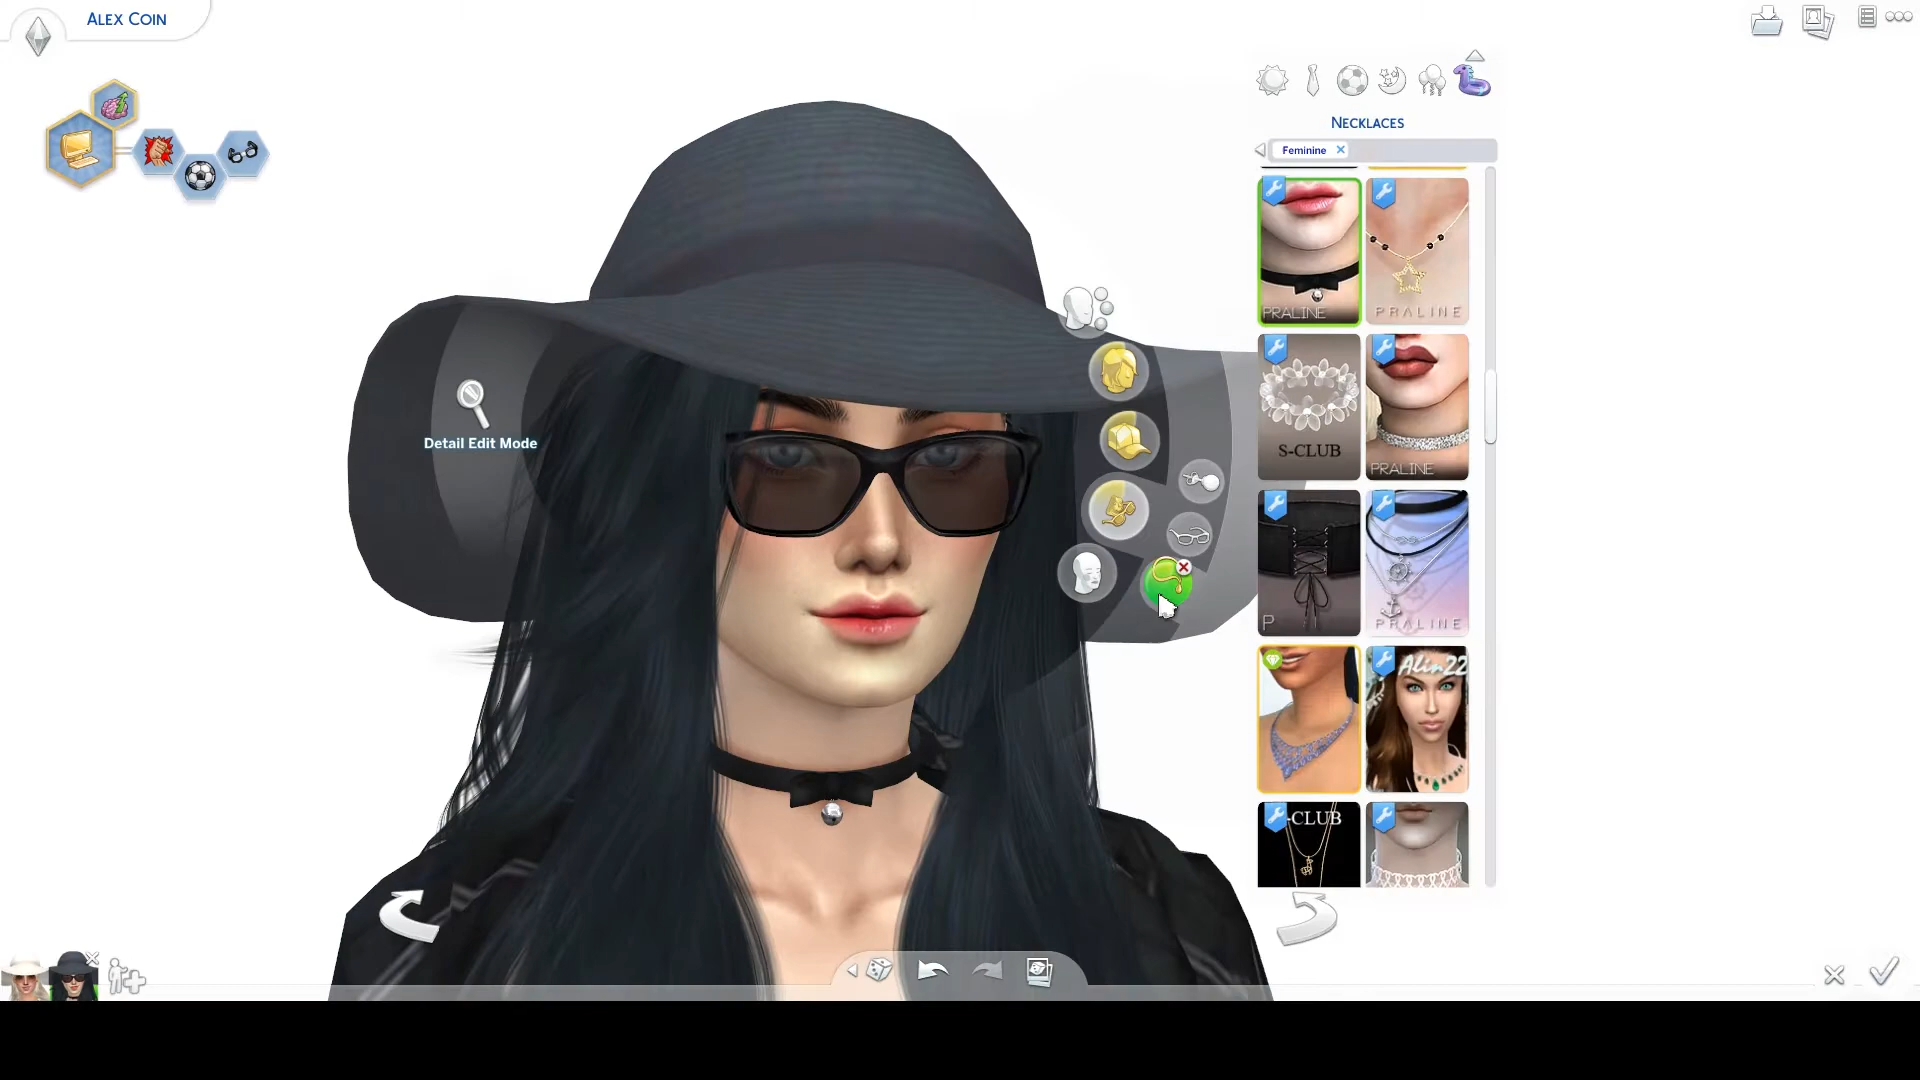 ALEX COIN
NECKLACES
Feminine
PRALINE
PRALINE
Detail Edit Mode
S-CLUB
PRALINE
P
PRALINE
Alin22
-CLUB